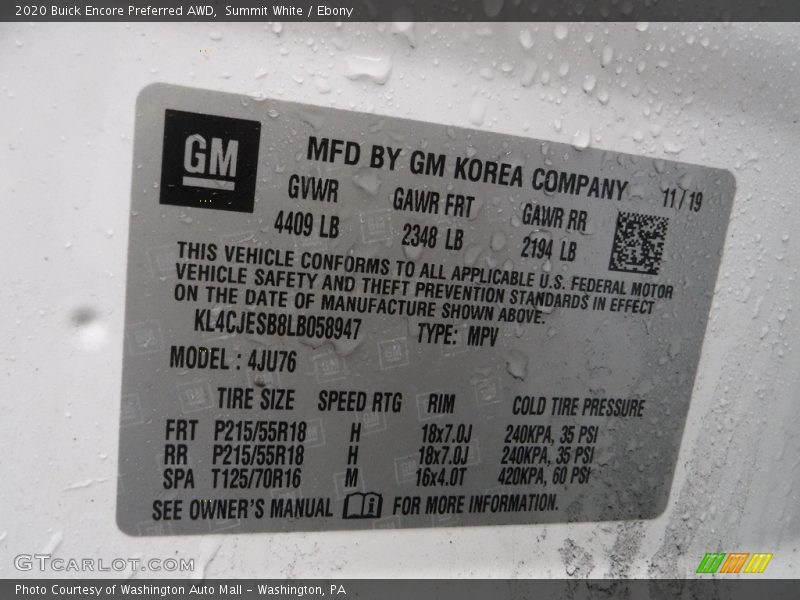 2020 Buick Encore Preferred AWD,  Summit White / Ebony
GM
MFD BY GM KOREA COMPANY 11/19
GVWR GAWR FRT GAWR RR
4409 LB 2348 LB 2194 LB
THIS VEHICLE CONFORMS TO ALL APPLICABLE U.S. FEDERAL MOTOR
VEHICLE SAFETY AND THEFT PREVENTION STANDARDS IN EFFECT
ON THE DATE OF MANUFACTURE SHOWN ABOVE.
KL4CJESB8LB058947 TYPE: MPV
MODEL : 4JU76
TIRE SIZE SPEED RTG RIM COLD TIRE PRESSURE
FRT P215/55R18 H 18x7.0J 240KPA, 35 PSI
RR P215/55R18 H 18x7.0J 240KPA, 35 PSI
SPA T125/70R16 M 16x4.0T 420KPA, 60 PSI
SEE OWNER'S MANUAL i FOR MORE INFORMATION.
GTCARLOT.COM
Photo Courtesy of Washington Auto Mall - Washington, PA